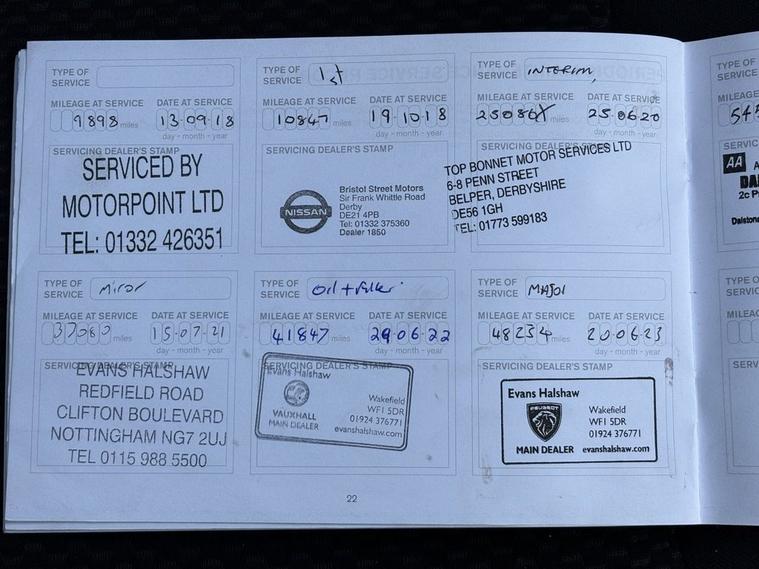 TYPE OF
SERVICE
MILEAGE AT SERVICE DATE AT SERVICE
9898 miles 13·09·18
day - month - year
SERVICING DEALER'S STAMP
SERVICED BY
MOTORPOINT LTD
TEL: 01332 426351
TYPE OF
SERVICE 1st
MILEAGE AT SERVICE DATE AT SERVICE
10847 miles 19 10 18
day - month - year
SERVICING DEALER'S STAMP
NISSAN
Bristol Street Motors
Sir Frank Whittle Road
Derby
DE21 4PB
Tel: 01332 375360
Dealer 1850
TYPE OF
SERVICE INTERIM,
MILEAGE AT SERVICE DATE AT SERVICE
miles 25 06 20
day - month - year
SERVICING DEALER'S STAMP
TOP BONNET MOTOR SERVICES LTD
6-8 PENN STREET
BELPER, DERBYSHIRE
DE56 1GH
TEL: 01773 599183
TYPE OF
SERVICE
MILEAGE AT SERVICE DATE AT SERVICE
37080 miles 15·07·21
day - month - year
SERVICING DEALER'S STAMP
EVANS HALSHAW
REDFIELD ROAD
CLIFTON BOULEVARD
NOTTINGHAM NG7 2UJ
TEL 0115 988 5500
TYPE OF
SERVICE Oil + Filter
MILEAGE AT SERVICE DATE AT SERVICE
41847 miles 29·06·22
day - month - year
SERVICING DEALER'S STAMP
Evans Halshaw
VAUXHALL
MAIN DEALER
Wakefield
WF1 5DR
01924 376771
evanshalshaw.com
TYPE OF
SERVICE MAJOR
MILEAGE AT SERVICE DATE AT SERVICE
48234 miles 20·06·23
day - month - year
SERVICING DEALER'S STAMP
Evans Halshaw
PEUGEOT
MAIN DEALER
Wakefield
WF1 5DR
01924 376771
evanshalshaw.com
22
TYPE O
SERVIC
MILEA
AA
2c P
Dalston
SERV
TYPE O
SERVIC
MILEA
SERV